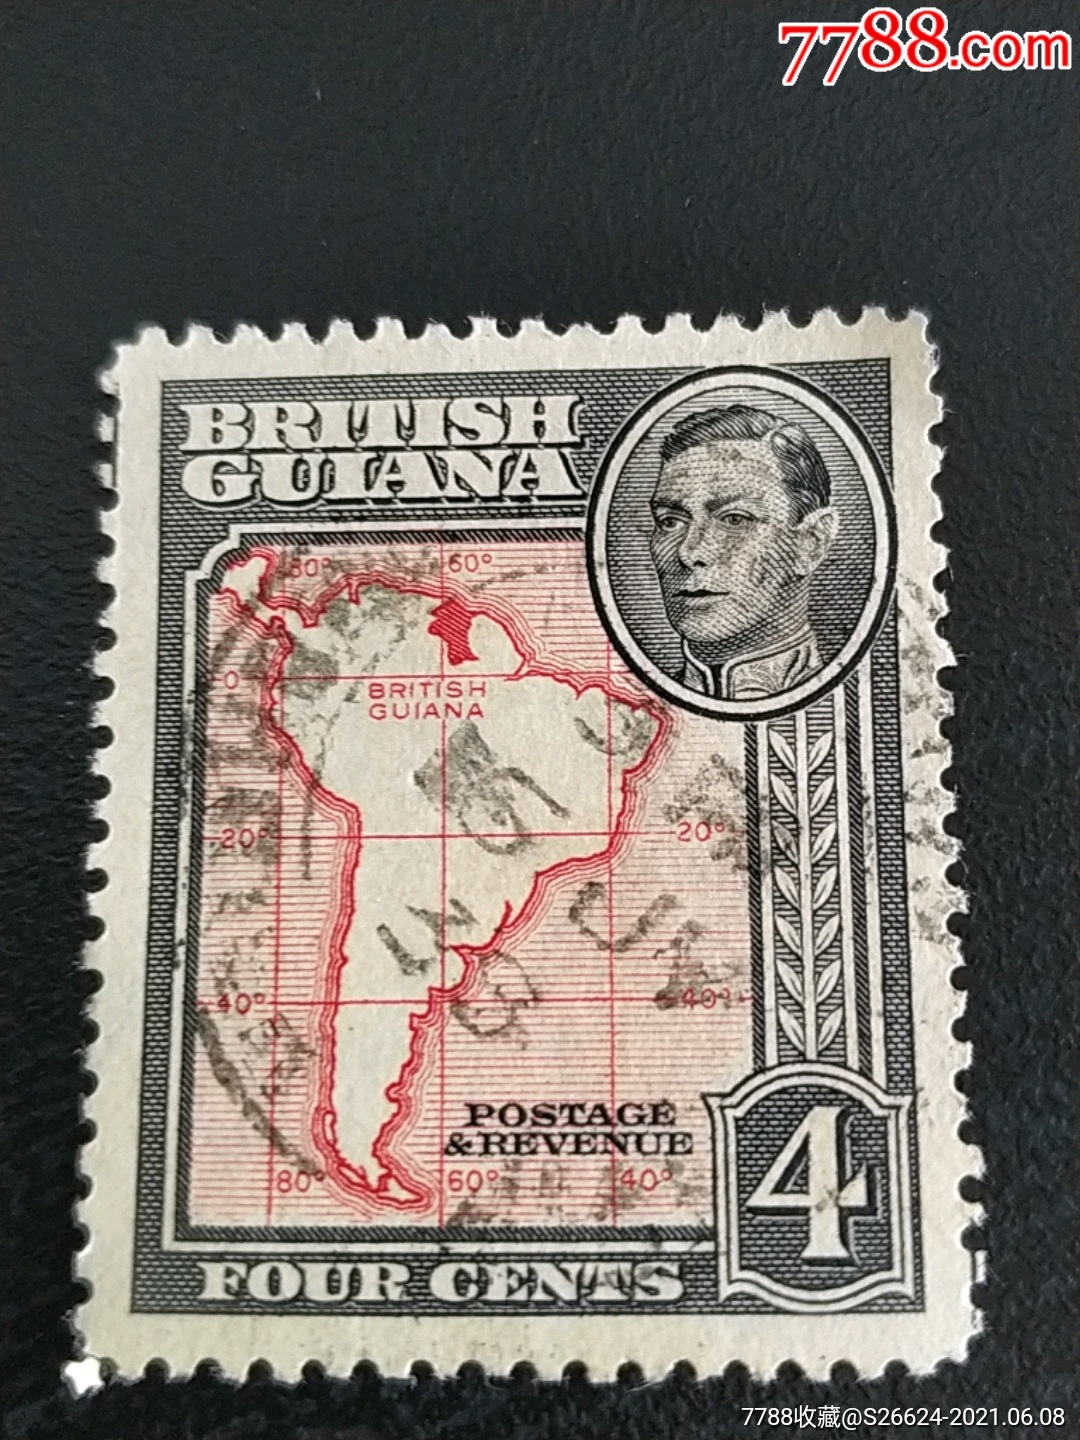 7788.com
BRITISH
GUIANA
80° 60°
0
BRITISH
GUIANA
20° 20°
40° 40°
POSTAGE
&REVENUE
80° 60° 40°
4
FOUR CENTS
7788收藏@S26624-2021.06.08